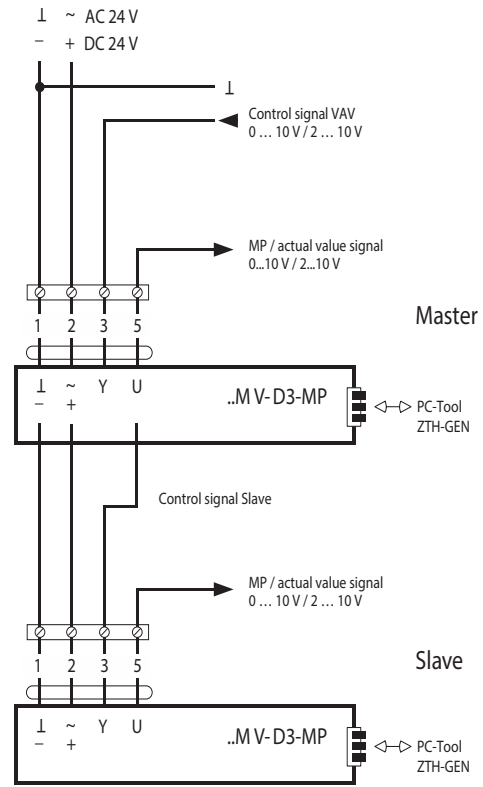 ⊥ ~ AC 24 V
– + DC 24 V
⊥
Control signal VAV
0 … 10 V / 2 … 10 V
MP / actual value signal
0...10 V / 2...10 V
Master
1 2 3 5
⊥ ~ Y U
– +
..M V- D3-MP
PC-Tool
ZTH-GEN
Control signal Slave
MP / actual value signal
0 … 10 V / 2 … 10 V
Slave
1 2 3 5
⊥ ~ Y U
– +
..M V- D3-MP
PC-Tool
ZTH-GEN